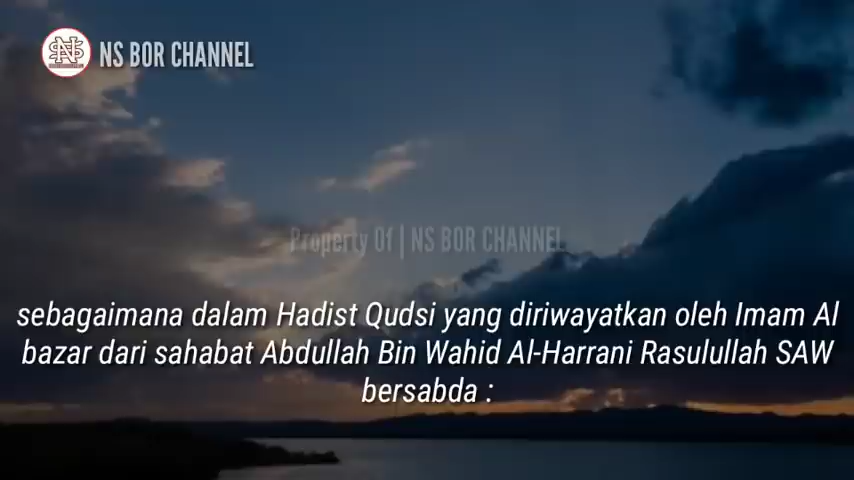 NS BOR CHANNEL
Property Of | NS BOR CHANNEL
sebagaimana dalam Hadist Qudsi yang diriwayatkan oleh Imam Al
bazar dari sahabat Abdullah Bin Wahid Al-Harrani Rasulullah SAW
bersabda :